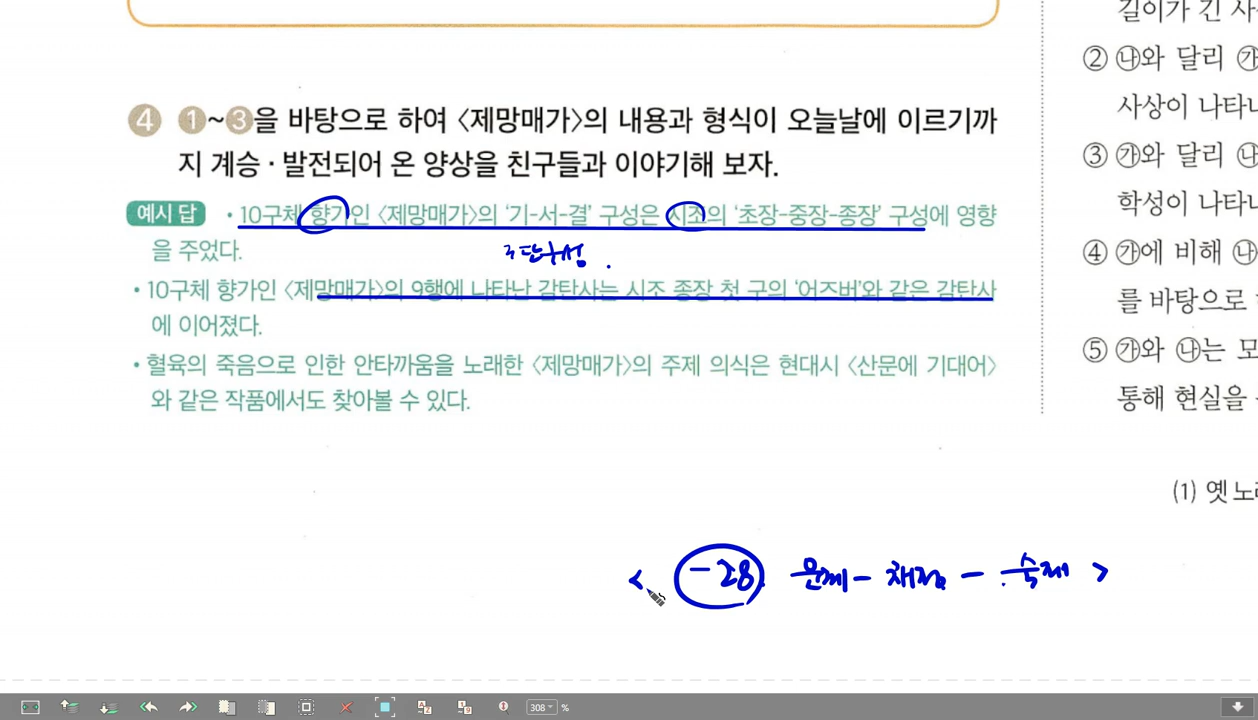 ④ ①~③을 바탕으로 하여 〈제망매가〉의 내용과 형식이 오늘날에 이르기까
지 계승·발전되어 온 양상을 친구들과 이야기해 보자.
예시 답 • 10구체 향가인 〈제망매가〉의 '기-서-결' 구성은 시조의 '초장-중장-종장' 구성에 영향
을 주었다.
3단구성.
• 10구체 향가인 〈제망매가〉의 9행에 나타난 감탄사는 시조 종장 첫 구의 '어즈버'와 같은 감탄사
에 이어졌다.
• 혈육의 죽음으로 인한 안타까움을 노래한 〈제망매가〉의 주제 의식은 현대시 〈산문에 기대어〉
와 같은 작품에서도 찾아볼 수 있다.
길이가 긴
② ㉯와 달리 ㉮
사상이 나타나
③ ㉮와 달리 ㉯
학성이 나타나
④ ㉮에 비해 ㉯
를 바탕으로
⑤ ㉮와 ㉯는 모
통해 현실을
(1) 옛 노래
< -28. 문제 - 채점 - 숙제 >
308 %